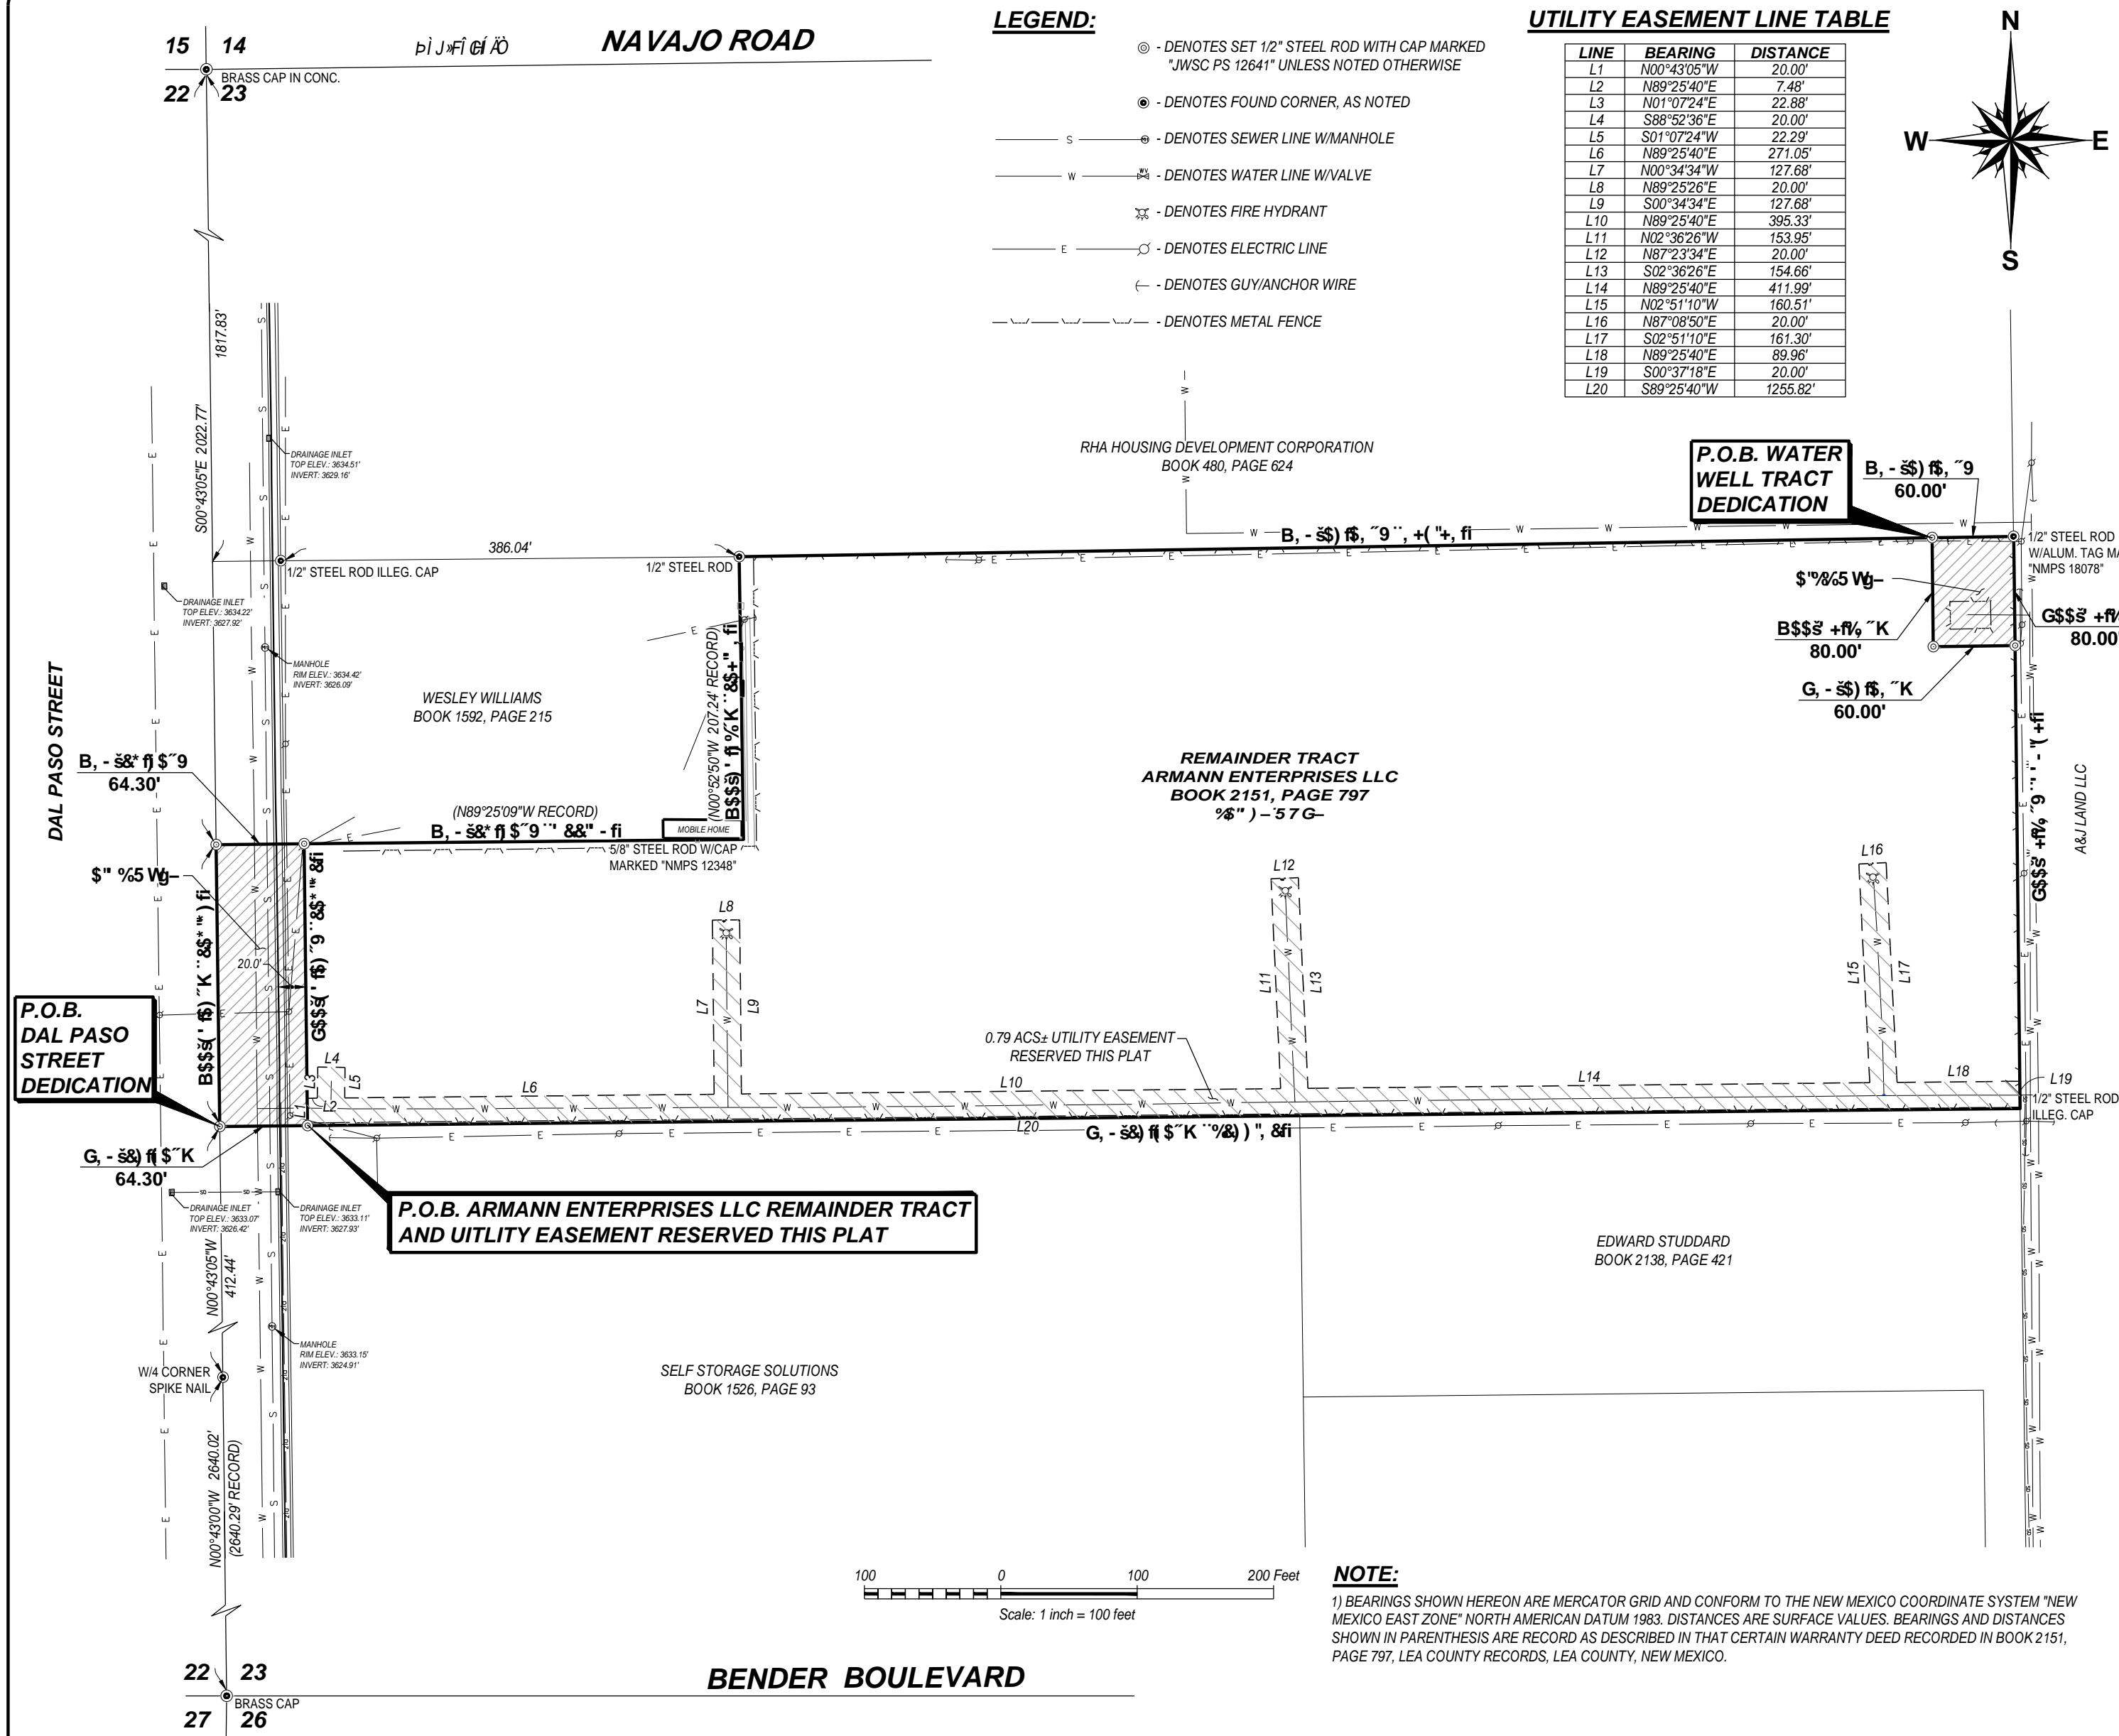 15 14
NAVAJO ROAD
BRASS CAP IN CONC.
22 23
LEGEND:
- DENOTES SET 1/2" STEEL ROD WITH CAP MARKED
"JWSC PS 12641" UNLESS NOTED OTHERWISE
- DENOTES FOUND CORNER, AS NOTED
S - DENOTES SEWER LINE W/MANHOLE
W WV - DENOTES WATER LINE W/VALVE
- DENOTES FIRE HYDRANT
E - DENOTES ELECTRIC LINE
- DENOTES GUY/ANCHOR WIRE
- DENOTES METAL FENCE
UTILITY EASEMENT LINE TABLE
LINE BEARING DISTANCE
L1 N00°43'05"W 20.00'
L2 N89°25'40"E 7.48'
L3 N01°07'24"E 22.88'
L4 S88°52'36"E 20.00'
L5 S01°07'24"W 22.29'
L6 N89°25'40"E 271.05'
L7 N00°34'34"W 127.68'
L8 N89°25'26"E 20.00'
L9 S00°34'34"E 127.68'
L10 N89°25'40"E 395.33'
L11 N02°36'26"W 153.95'
L12 N87°23'34"E 20.00'
L13 S02°36'26"E 154.66'
L14 N89°25'40"E 411.99'
L15 N02°51'10"W 160.51'
L16 N87°08'50"E 20.00'
L17 S02°51'10"E 161.30'
L18 N89°25'40"E 89.96'
L19 S00°37'18"E 20.00'
L20 S89°25'40"W 1255.82'
N
W E
S
1817.83'
S00°43'05"E 2022.77'
DRAINAGE INLET
TOP ELEV.: 3634.51'
INVERT: 3629.16'
RHA HOUSING DEVELOPMENT CORPORATION
BOOK 480, PAGE 624
P.O.B. WATER
WELL TRACT
DEDICATION
60.00'
386.04'
1/2" STEEL ROD ILLEG. CAP
1/2" STEEL ROD
1/2" STEEL ROD
W/ALUM. TAG
"NMPS 18078"
DRAINAGE INLET
TOP ELEV.: 3634.22'
INVERT: 3627.92'
80.00'
80.00'
60.00'
MANHOLE
RIM ELEV.: 3634.42'
INVERT: 3626.09'
WESLEY WILLIAMS
BOOK 1592, PAGE 215
(N00°52'50"W 207.24' RECORD)
DAL PASO STREET
REMAINDER TRACT
ARMANN ENTERPRISES LLC
BOOK 2151, PAGE 797
A&J LAND LLC
64.30'
(N89°25'09"W RECORD)
MOBILE HOME
5/8" STEEL ROD W/CAP
MARKED "NMPS 12348"
20.0'
L8
L12
L16
L7
L9
L11
L13
L15
L17
P.O.B.
DAL PASO
STREET
DEDICATION
0.79 ACS± UTILITY EASEMENT
RESERVED THIS PLAT
L4
L3
L5
L1
L2
L6
L10
L14
L18
L19
L20
1/2" STEEL ROD
ILLEG. CAP
64.30'
DRAINAGE INLET
TOP ELEV.: 3633.07'
INVERT: 3626.42'
DRAINAGE INLET
TOP ELEV.: 3633.11'
INVERT: 3627.93'
P.O.B. ARMANN ENTERPRISES LLC REMAINDER TRACT
AND UITLITY EASEMENT RESERVED THIS PLAT
N00°43'05"W
412.44'
EDWARD STUDDARD
BOOK 2138, PAGE 421
MANHOLE
RIM ELEV.: 3633.15'
INVERT: 3624.91'
W/4 CORNER
SPIKE NAIL
SELF STORAGE SOLUTIONS
BOOK 1526, PAGE 93
N00°43'00"W 2640.02'
(2640.29' RECORD)
100 0 100 200 Feet
Scale: 1 inch = 100 feet
NOTE:
1) BEARINGS SHOWN HEREON ARE MERCATOR GRID AND CONFORM TO THE NEW MEXICO COORDINATE SYSTEM "NEW
MEXICO EAST ZONE" NORTH AMERICAN DATUM 1983. DISTANCES ARE SURFACE VALUES. BEARINGS AND DISTANCES
SHOWN IN PARENTHESIS ARE RECORD AS DESCRIBED IN THAT CERTAIN WARRANTY DEED RECORDED IN BOOK 2151,
PAGE 797, LEA COUNTY RECORDS, LEA COUNTY, NEW MEXICO.
22 23
BENDER BOULEVARD
BRASS CAP
27 26